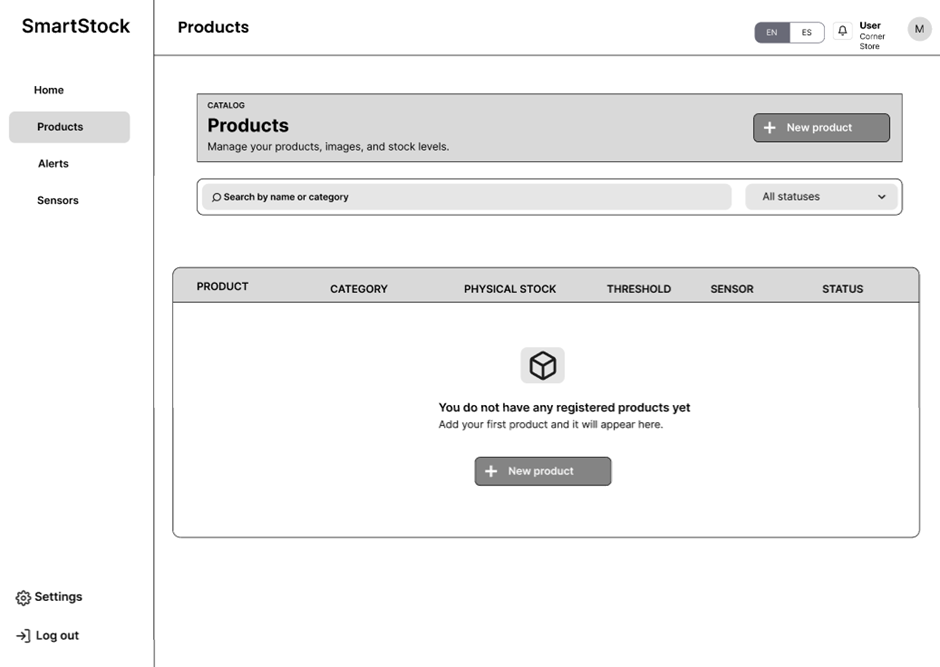 SmartStock
Products
EN
ES
User
Corner
Store
M
Home
Products
Alerts
Sensors
CATALOG
Products
Manage your products, images, and stock levels.
New product
Search by name or category
All statuses
PRODUCT CATEGORY PHYSICAL STOCK THRESHOLD SENSOR STATUS
You do not have any registered products yet
Add your first product and it will appear here.
New product
Settings
Log out